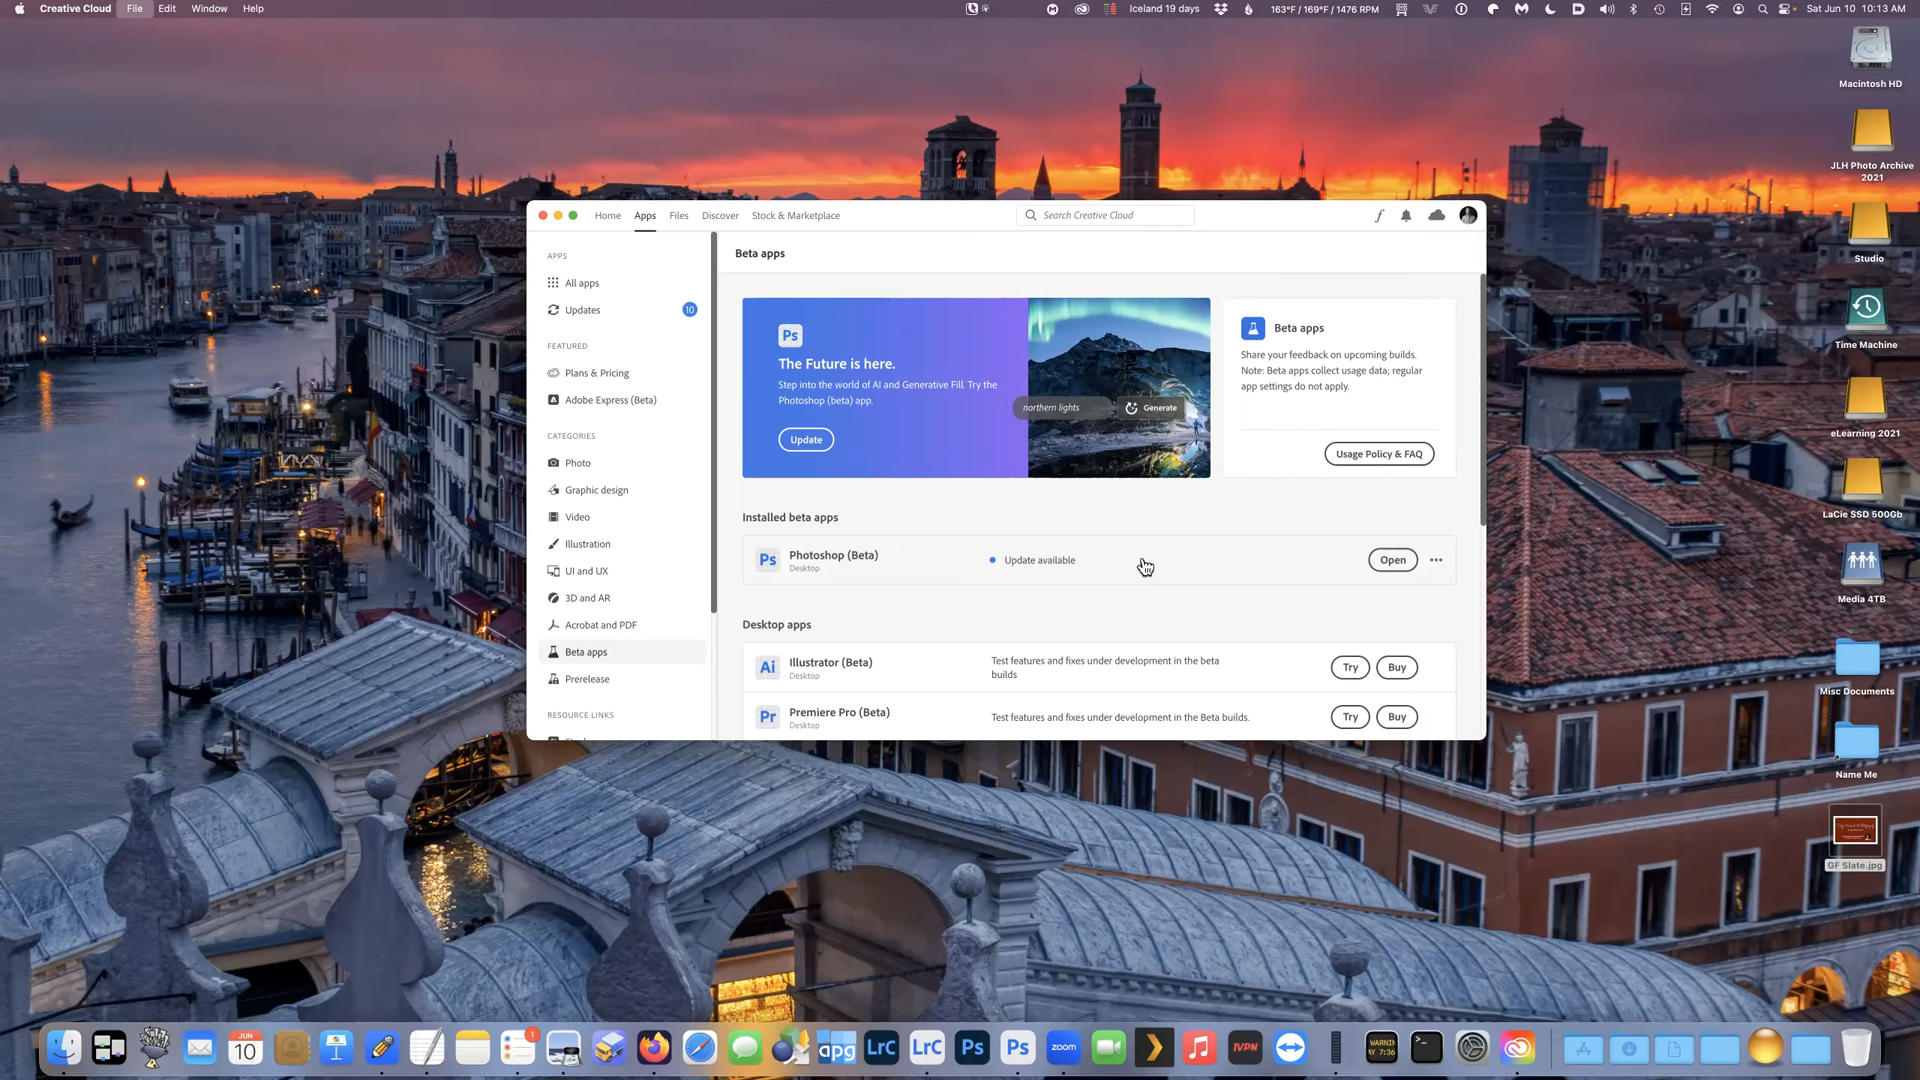 Creative Cloud File Edit Window Help
Iceland 19 days 163°F / 169°F / 1476 RPM Sat Jun 10 10:13 AM
Home Apps Files Discover Stock & Marketplace
Search Creative Cloud
APPS
All apps
Updates 10
FEATURED
Plans & Pricing
Adobe Express (Beta)
CATEGORIES
Photo
Graphic design
Video
Illustration
UI and UX
3D and AR
Acrobat and PDF
Beta apps
Prerelease
RESOURCE LINKS
Beta apps
Ps
The Future is here.
Step into the world of AI and Generative Fill. Try the
Photoshop (beta) app.
Update
northern lights
Generate
Beta apps
Share your feedback on upcoming builds.
Note: Beta apps collect usage data; regular
app settings do not apply.
Usage Policy & FAQ
Installed beta apps
Ps
Photoshop (Beta)
Desktop
Update available
Open
Desktop apps
Ai
Illustrator (Beta)
Desktop
Test features and fixes under development in the beta
builds
Try
Buy
Pr
Premiere Pro (Beta)
Desktop
Test features and fixes under development in the Beta builds.
Try
Buy
Macintosh HD
JLH Photo Archive
2021
Studio
Time Machine
eLearning 2021
LaCie SSD 500Gb
Media 4TB
Misc Documents
Name Me
GF Slate.jpg
JUN
10
1
apg
LrC
LrC
Ps
Ps
zoom
IVPN
WARNIN
AY 7:36